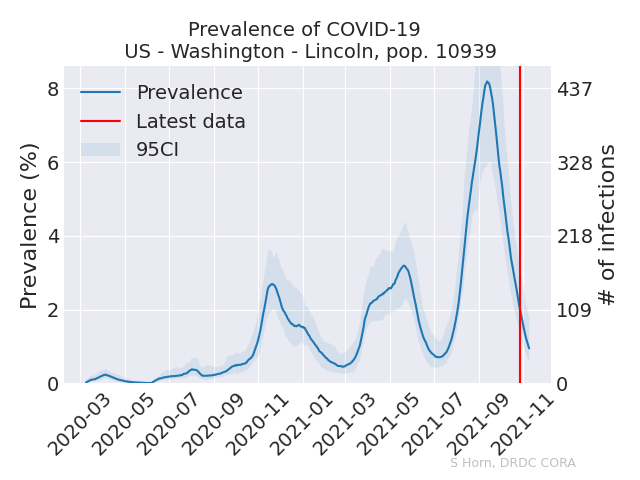 Prevalence of COVID-19
US - Washington - Lincoln, pop. 10939
Prevalence
Latest data
95CI
Prevalence (%)
8
6
4
2
0
437
328
218
109
0
# of infections
2020-03
2020-05
2020-07
2020-09
2020-11
2021-01
2021-03
2021-05
2021-07
2021-09
2021-11
S Horn, DRDC CORA